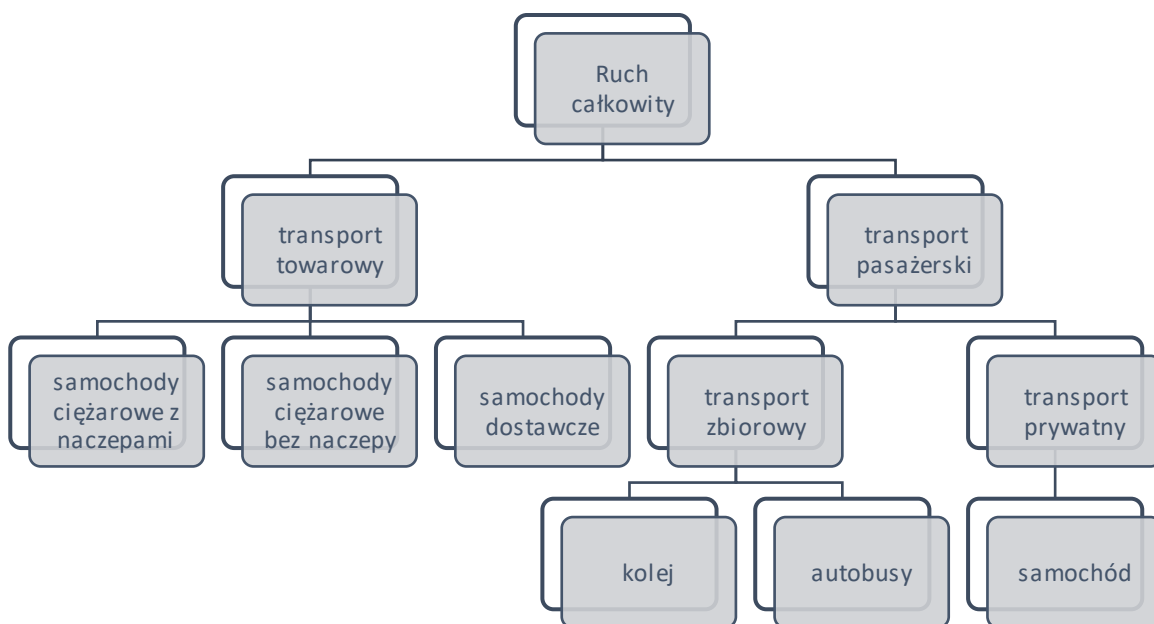 Ruch
całkowity
transport
towarowy
transport
pasażerski
samochody
ciężarowe z
naczepami
samochody
ciężarowe
bez naczepy
samochody
dostawcze
transport
zbiorowy
transport
prywatny
kolej
autobusy
samochód